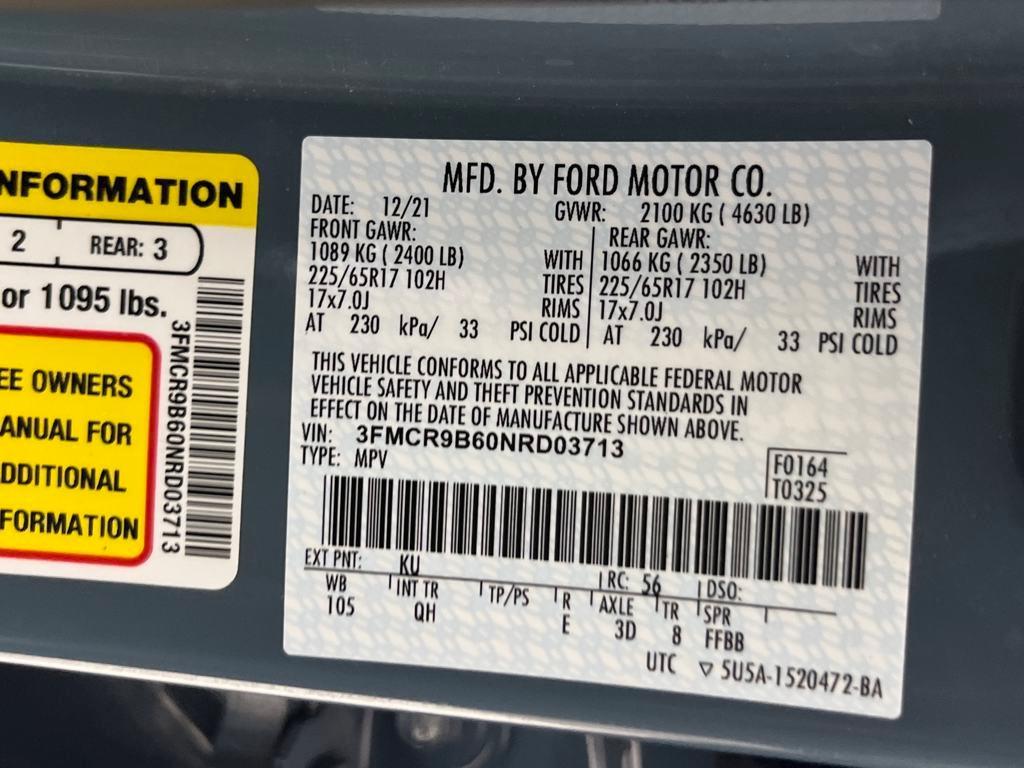 NFORMATION
2 REAR: 3
or 1095 lbs.
EE OWNERS
ANUAL FOR
DDITIONAL
FORMATION
3FMCR9B60NRD03713
MFD. BY FORD MOTOR CO.
DATE: 12/21 GVWR: 2100 KG ( 4630 LB)
FRONT GAWR: REAR GAWR:
1089 KG ( 2400 LB) WITH 1066 KG ( 2350 LB) WITH
225/65R17 102H TIRES 225/65R17 102H TIRES
17x7.0J RIMS 17x7.0J RIMS
AT 230 kPa/ 33 PSI COLD AT 230 kPa/ 33 PSI COLD
THIS VEHICLE CONFORMS TO ALL APPLICABLE FEDERAL MOTOR
VEHICLE SAFETY AND THEFT PREVENTION STANDARDS IN
EFFECT ON THE DATE OF MANUFACTURE SHOWN ABOVE.
VIN: 3FMCR9B60NRD03713
TYPE: MPV
F0164
T0325
EXT PNT: KU RC: 56 DSO:
WB INT TR TP/PS R AXLE TR SPR
105 QH E 3D 8 FFBB
UTC ▽ 5U5A-1520472-BA